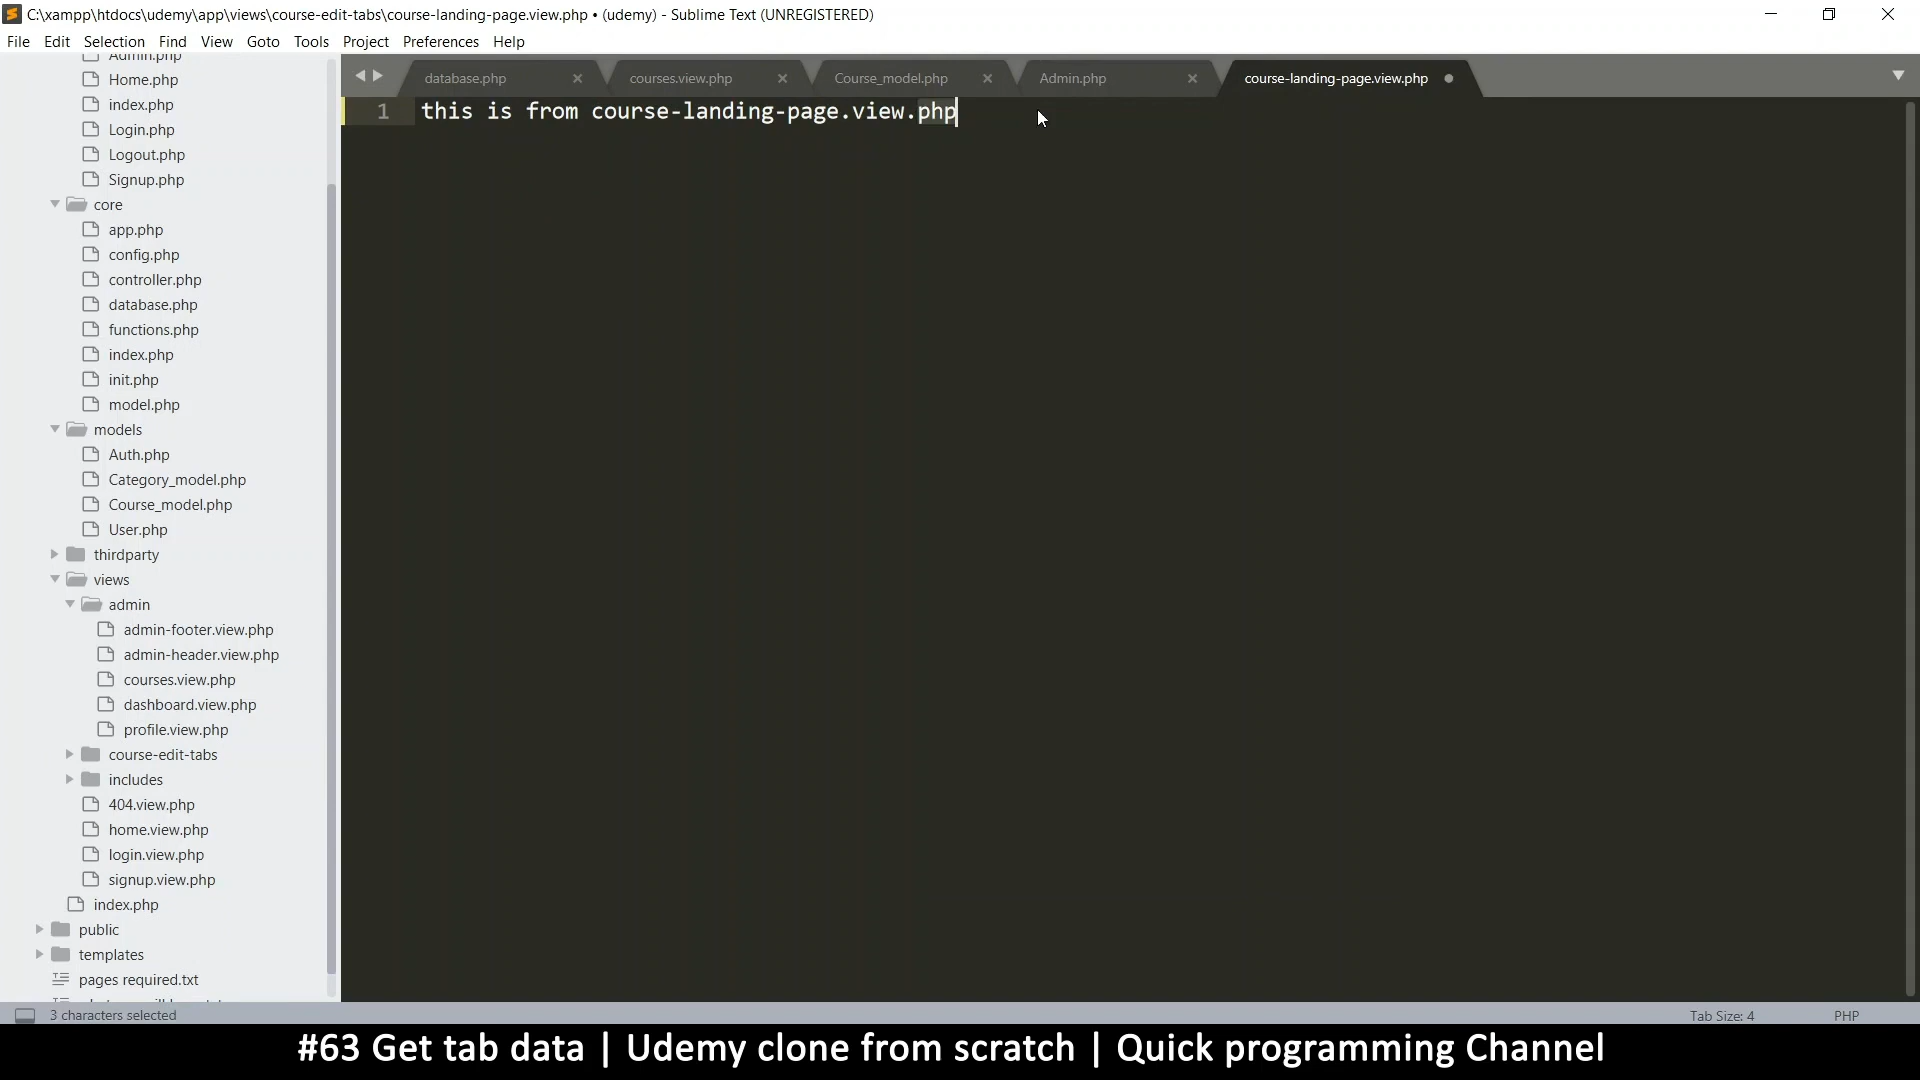 C:\xampp\htdocs\udemy\app\views\course-edit-tabs\course-landing-page.view.php • (udemy) - Sublime Text (UNREGISTERED)
File Edit Selection Find View Goto Tools Project Preferences Help
database.php courses.view.php Course_model.php Admin.php course-landing-page.view.php
1 this is from course-landing-page.view.php
Admin.php
Home.php
index.php
Login.php
Logout.php
Signup.php
core
app.php
config.php
controller.php
database.php
functions.php
index.php
init.php
model.php
models
Auth.php
Category_model.php
Course_model.php
User.php
thirdparty
views
admin
admin-footer.view.php
admin-header.view.php
courses.view.php
dashboard.view.php
profile.view.php
course-edit-tabs
includes
404.view.php
home.view.php
login.view.php
signup.view.php
index.php
public
templates
pages required.txt
3 characters selected Tab Size: 4 PHP
#63 Get tab data | Udemy clone from scratch | Quick programming Channel